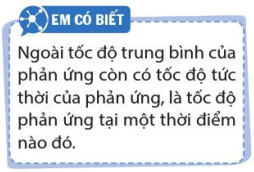 EM CÓ BIẾT
Ngoài tốc độ trung bình của
phản ứng còn có tốc độ tức
thời của phản ứng, là tốc độ
phản ứng tại một thời điểm
nào đó.